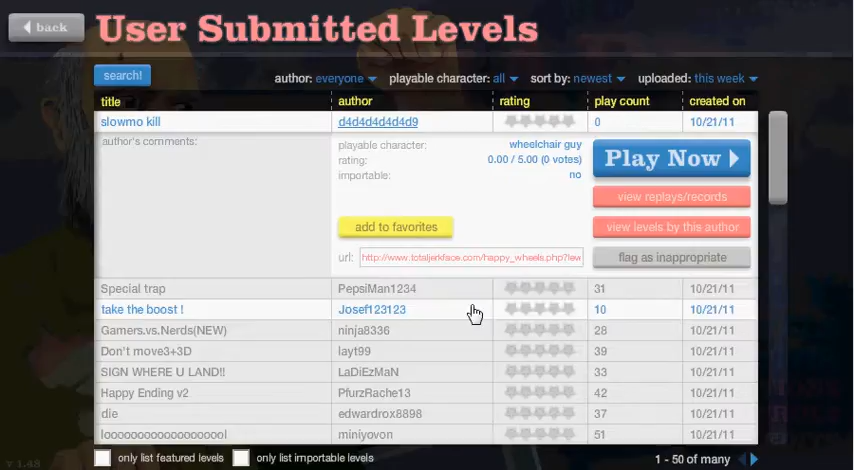 back
User Submitted Levels
search!
author: everyone playable character: all sort by: newest uploaded: this week
title author rating play count created on
slowmo kill d4d4d4d4d4d9 0 10/21/11
author's comments:
playable character: wheelchair guy
rating: 0.00 / 5.00 (0 votes)
importable: no
Play Now
view replays/records
add to favorites
view levels by this author
url: http://www.totaljerkface.com/happy_wheels.php?lev
flag as inappropriate
Special trap PepsiMan1234 31 10/21/11
take the boost ! Josef123123 10 10/21/11
Gamers.vs.Nerds(NEW) ninja8336 28 10/21/11
Don't move3+3D layt99 39 10/21/11
SIGN WHERE U LAND!! LaDiEzMaN 33 10/21/11
Happy Ending v2 PfurzRache13 42 10/21/11
die edwardrox8898 37 10/21/11
looooooooooooooooool miniyovon 51 10/21/11
only list featured levels only list importable levels 1 - 50 of many
v 1.48